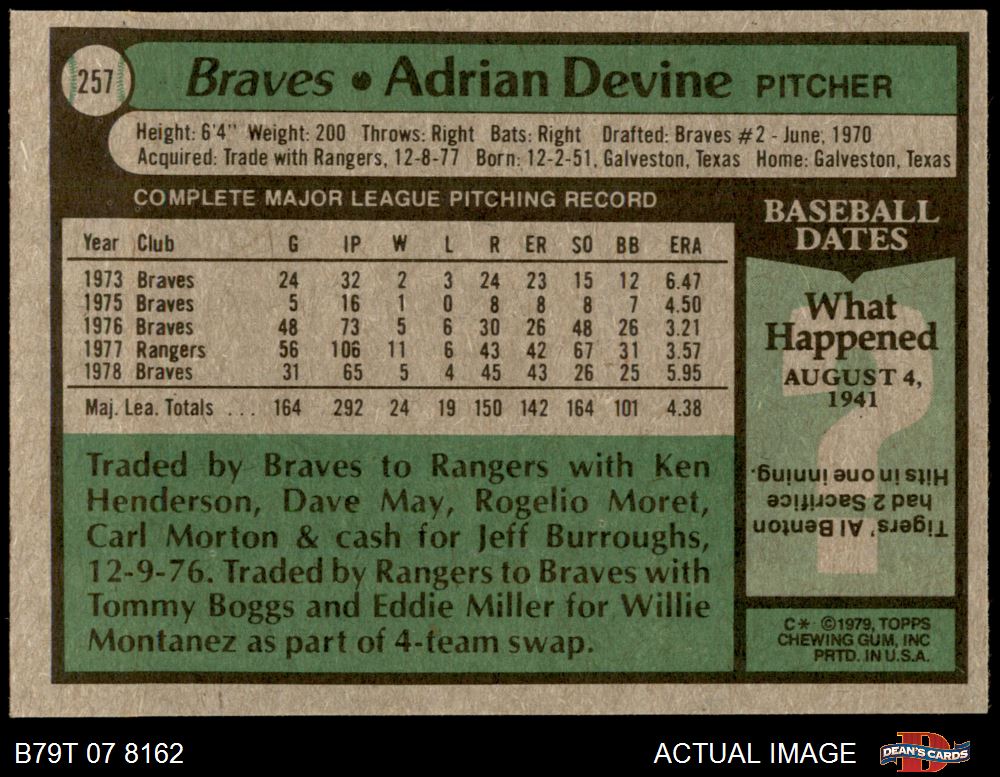 257
Braves • Adrian Devine PITCHER
Height: 6'4" Weight: 200 Throws: Right Bats: Right Drafted: Braves #2 - June, 1970
Acquired: Trade with Rangers, 12-8-77 Born: 12-2-51, Galveston, Texas Home: Galveston, Texas
COMPLETE MAJOR LEAGUE PITCHING RECORD
Year Club G IP W L R ER SO BB ERA
1973 Braves 24 32 2 3 24 23 15 12 6.47
1975 Braves 5 16 1 0 8 8 8 7 4.50
1976 Braves 48 73 5 6 30 26 48 26 3.21
1977 Rangers 56 106 11 6 43 42 67 31 3.57
1978 Braves 31 65 5 4 45 43 26 25 5.95
Maj. Lea. Totals ... 164 292 24 19 150 142 164 101 4.38
Traded by Braves to Rangers with Ken
Henderson, Dave May, Rogelio Moret,
Carl Morton & cash for Jeff Burroughs,
12-9-76. Traded by Rangers to Braves with
Tommy Boggs and Eddie Miller for Willie
Montanez as part of 4-team swap.
BASEBALL
DATES
What
Happened
AUGUST 4,
1941
?
Tigers' Al Benton
had 2 Sacrifice
Hits in one inning.
C* ©1979, TOPPS
CHEWING GUM, INC
PRTD. IN U.S.A.
B79T 07 8162
ACTUAL IMAGE
D
DEAN'S CARDS